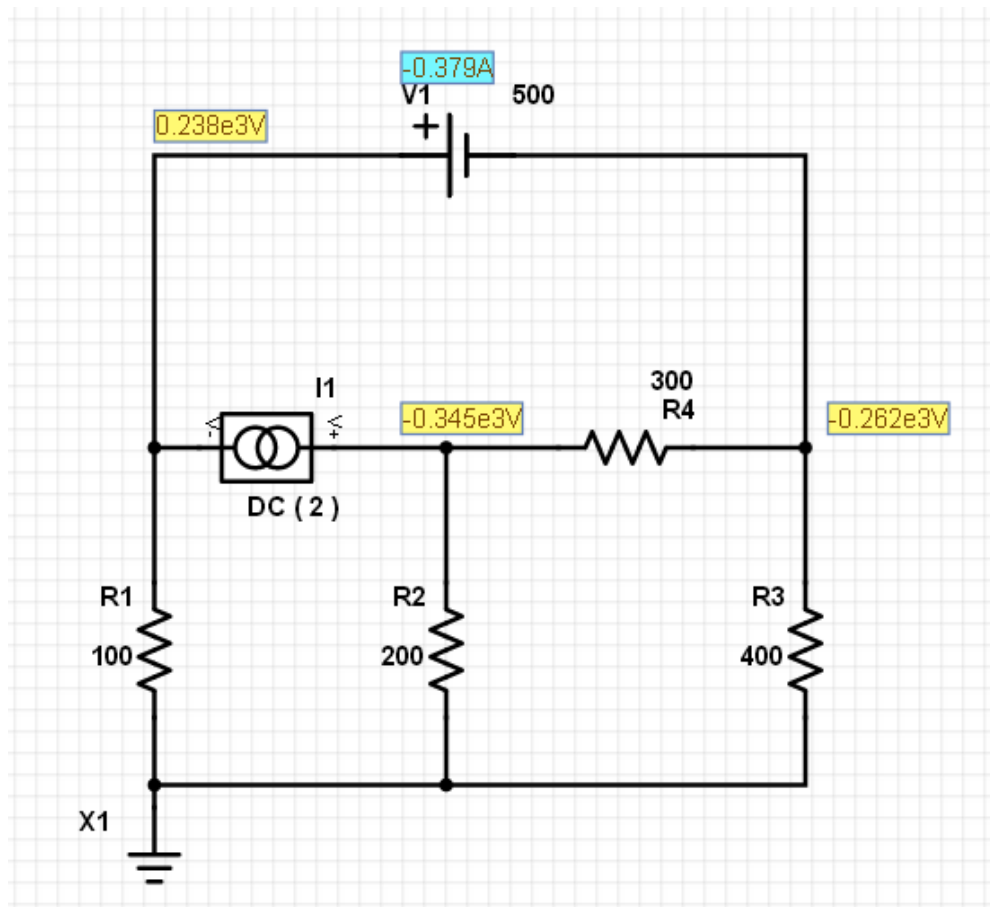 -0.379A
V1
500
+
0.238e3V
I1
300
R4
-0.345e3V
-0.262e3V
<
-
<
+
DC ( 2 )
R1
100
R2
200
R3
400
X1